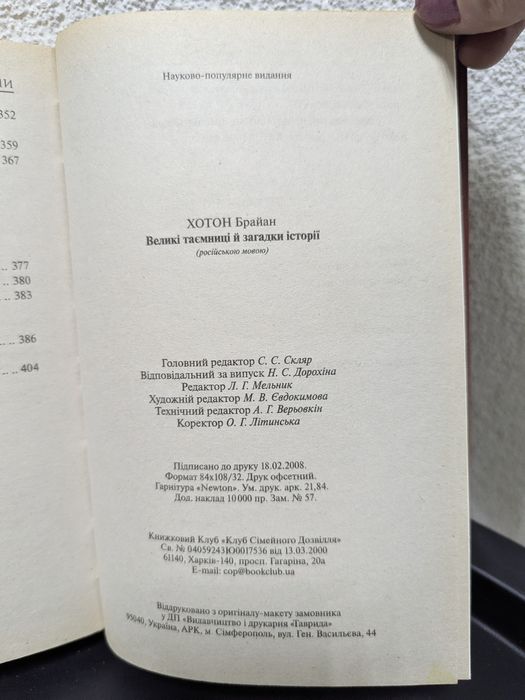 ИИ
352
359
367
.. 377
.. 380
.. 383
.. .. 386
.. .. 404
Науково-популярне видання
ХОТОН Брайан
Великі таємниці й загадки історії
(російською мовою)
Головний редактор С. С. Скляр
Відповідальний за випуск Н. С. Дорохіна
Редактор Л. Г. Мельник
Художній редактор М. В. Євдокимова
Технічний редактор А. Г. Верьовкін
Коректор О. Г. Літинська
Підписано до друку 18.02.2008.
Формат 84x108/32. Друк офсетний.
Гарнітура «Newton». Ум. друк. арк. 21,84.
Дод. наклад 10 000 пр. Зам. № 57.
Книжковий Клуб «Клуб Сімейного Дозвілля»
Св. № 04059243Ю0017536 від 13.03.2000
61140, Харків-140, просп. Гагаріна, 20а
E-mail: cop@bookclub.ua
Віддруковано з оригіналу-макету замовника
у ДП «Видавництво і друкарня «Таврида»
95040, Україна, АРК, м. Сімферополь, вул. Ген. Васильєва, 44